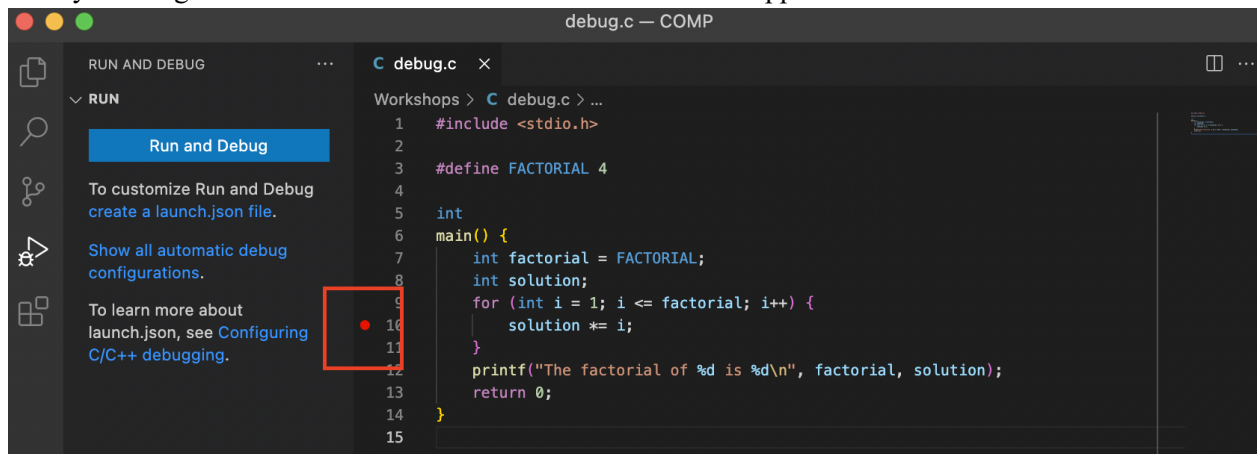 debug.c — COMP
RUN AND DEBUG ···
RUN
Run and Debug
To customize Run and Debug
create a launch.json file.
Show all automatic debug
configurations.
To learn more about
launch.json, see Configuring
C/C++ debugging.
C debug.c ×
Workshops > C debug.c > ...
1 #include <stdio.h>
2
3 #define FACTORIAL 4
4
5 int
6 main() {
7     int factorial = FACTORIAL;
8     int solution;
9     for (int i = 1; i <= factorial; i++) {
10         solution *= i;
11     }
12     printf("The factorial of %d is %d\n", factorial, solution);
13     return 0;
14 }
15